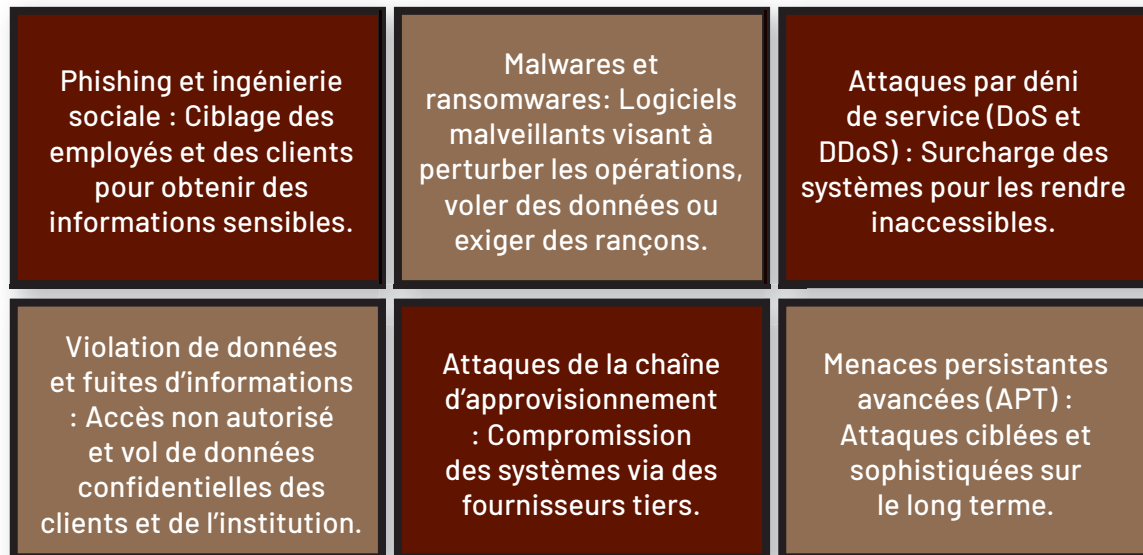 Phishing et ingénierie
sociale : Ciblage des
employés et des clients
pour obtenir des
informations sensibles.
Malwares et
ransomwares: Logiciels
malveillants visant à
perturber les opérations,
voler des données ou
exiger des rançons.
Attaques par déni
de service (DoS et
DDoS) : Surcharge des
systèmes pour les rendre
inaccessibles.
Violation de données
et fuites d’informations
: Accès non autorisé
et vol de données
confidentielles des
clients et de l’institution.
Attaques de la chaîne
d’approvisionnement
: Compromission
des systèmes via des
fournisseurs tiers.
Menaces persistantes
avancées (APT) :
Attaques ciblées et
sophistiquées sur
le long terme.